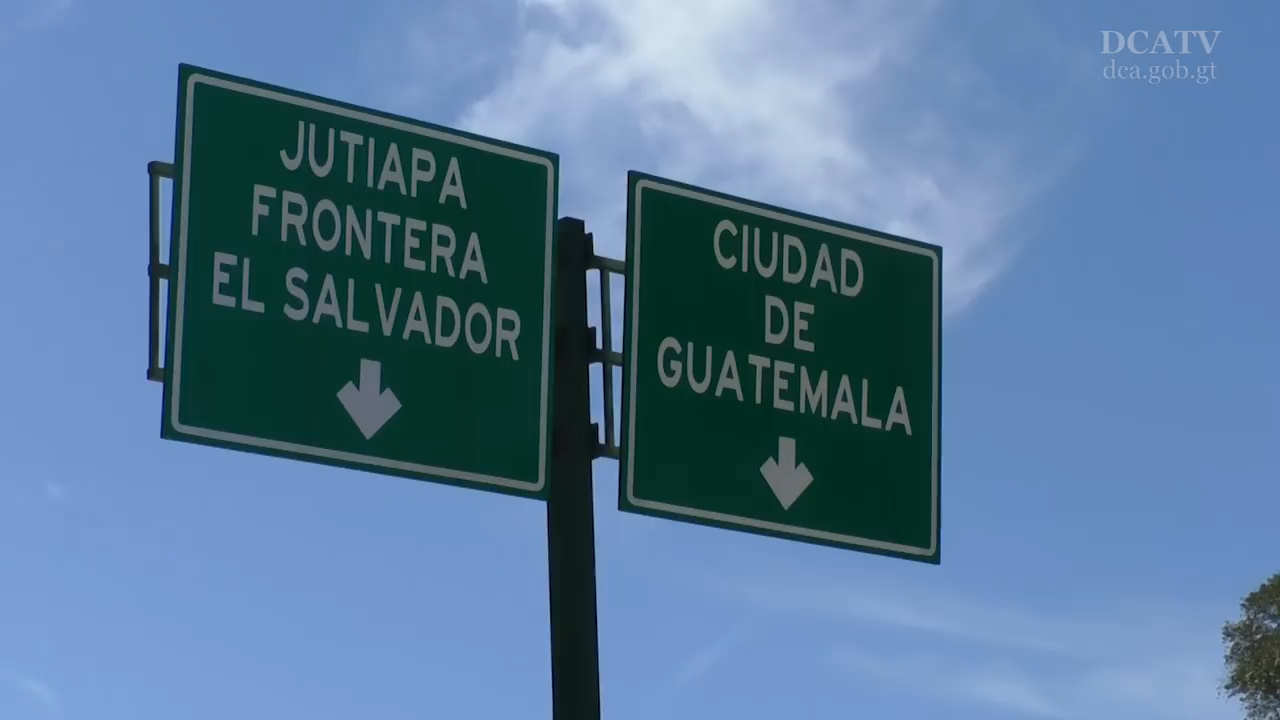 DCATV
dca.gob.gt
JUTIAPA
FRONTERA
EL SALVADOR
CIUDAD
DE
GUATEMALA